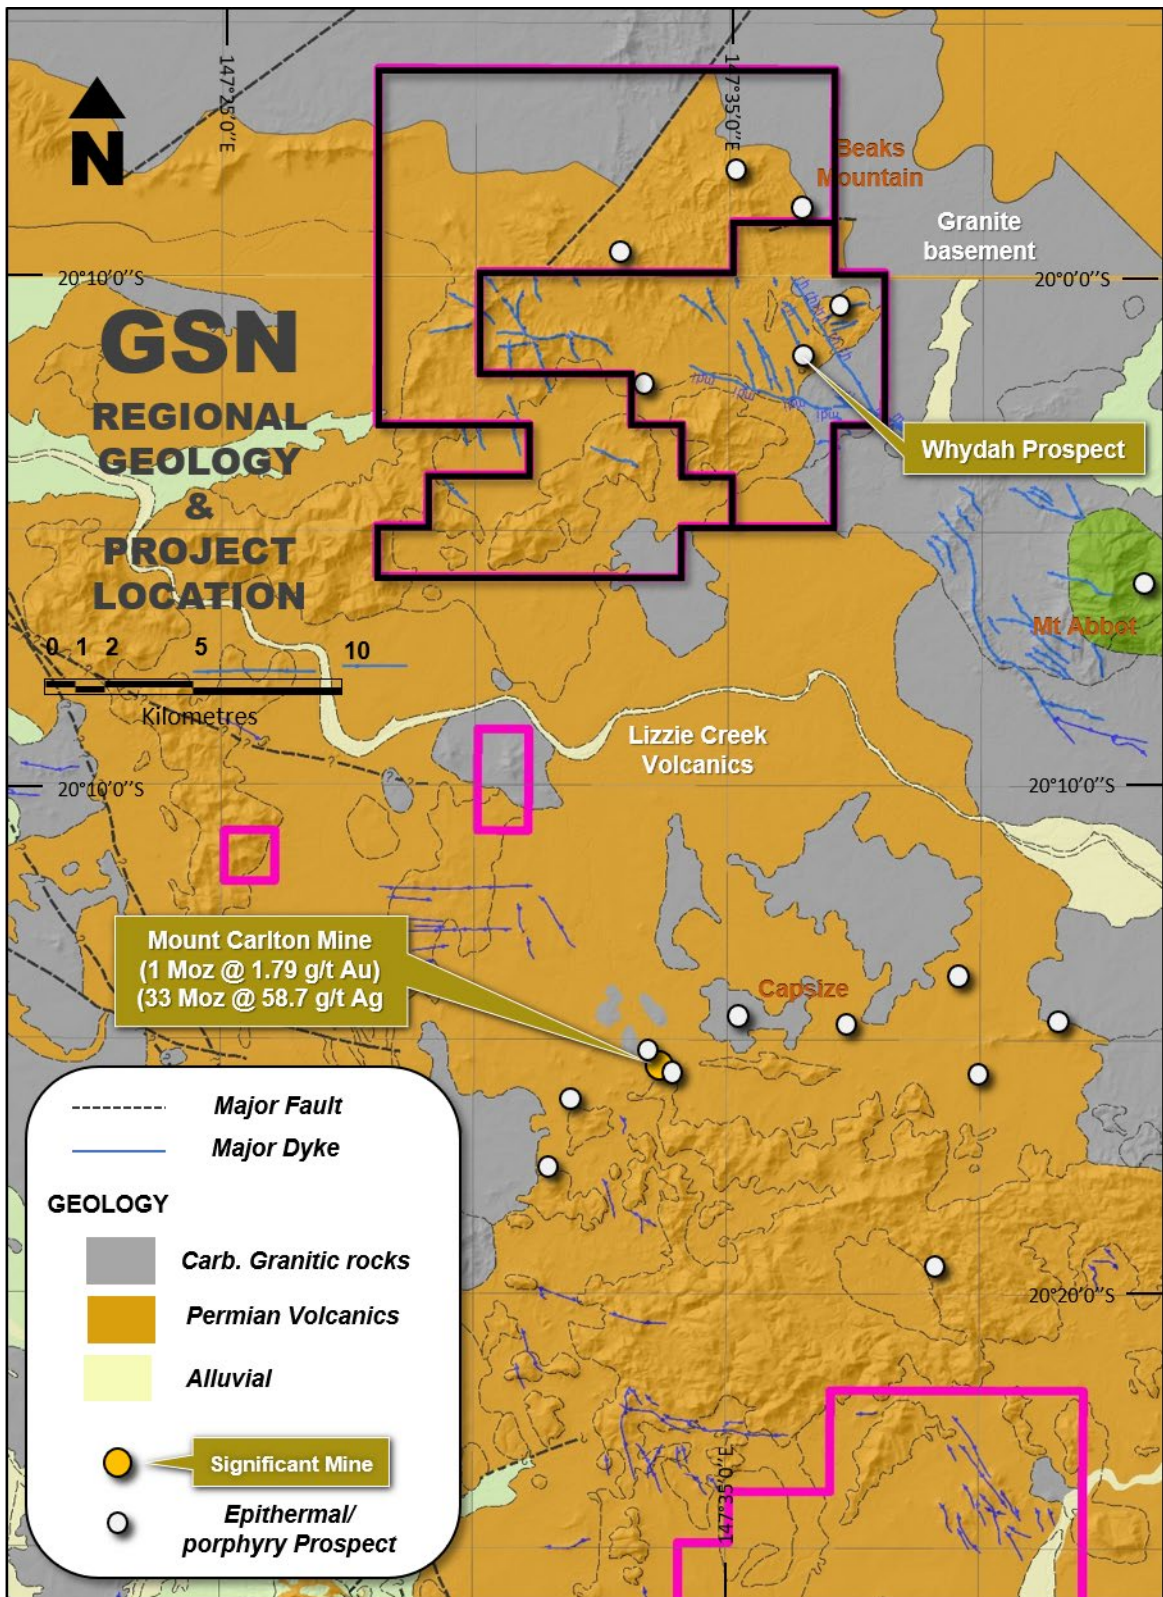 147°25'0''E
147°35'0''E
N
Beaks
Mountain
Granite
basement
20°10'0''S
20°0'0''S
GSN
REGIONAL
GEOLOGY
&
PROJECT
LOCATION
Whydah Prospect
Mt Abbot
0 1 2 5 10
Kilometres
Lizzie Creek
Volcanics
20°10'0''S
20°10'0''S
Mount Carlton Mine
(1 Moz @ 1.79 g/t Au)
(33 Moz @ 58.7 g/t Ag
Capsize
Major Fault
Major Dyke
GEOLOGY
Carb. Granitic rocks
Permian Volcanics
Alluvial
Significant Mine
Epithermal/
porphyry Prospect
20°20'0''S
147°35'0''E